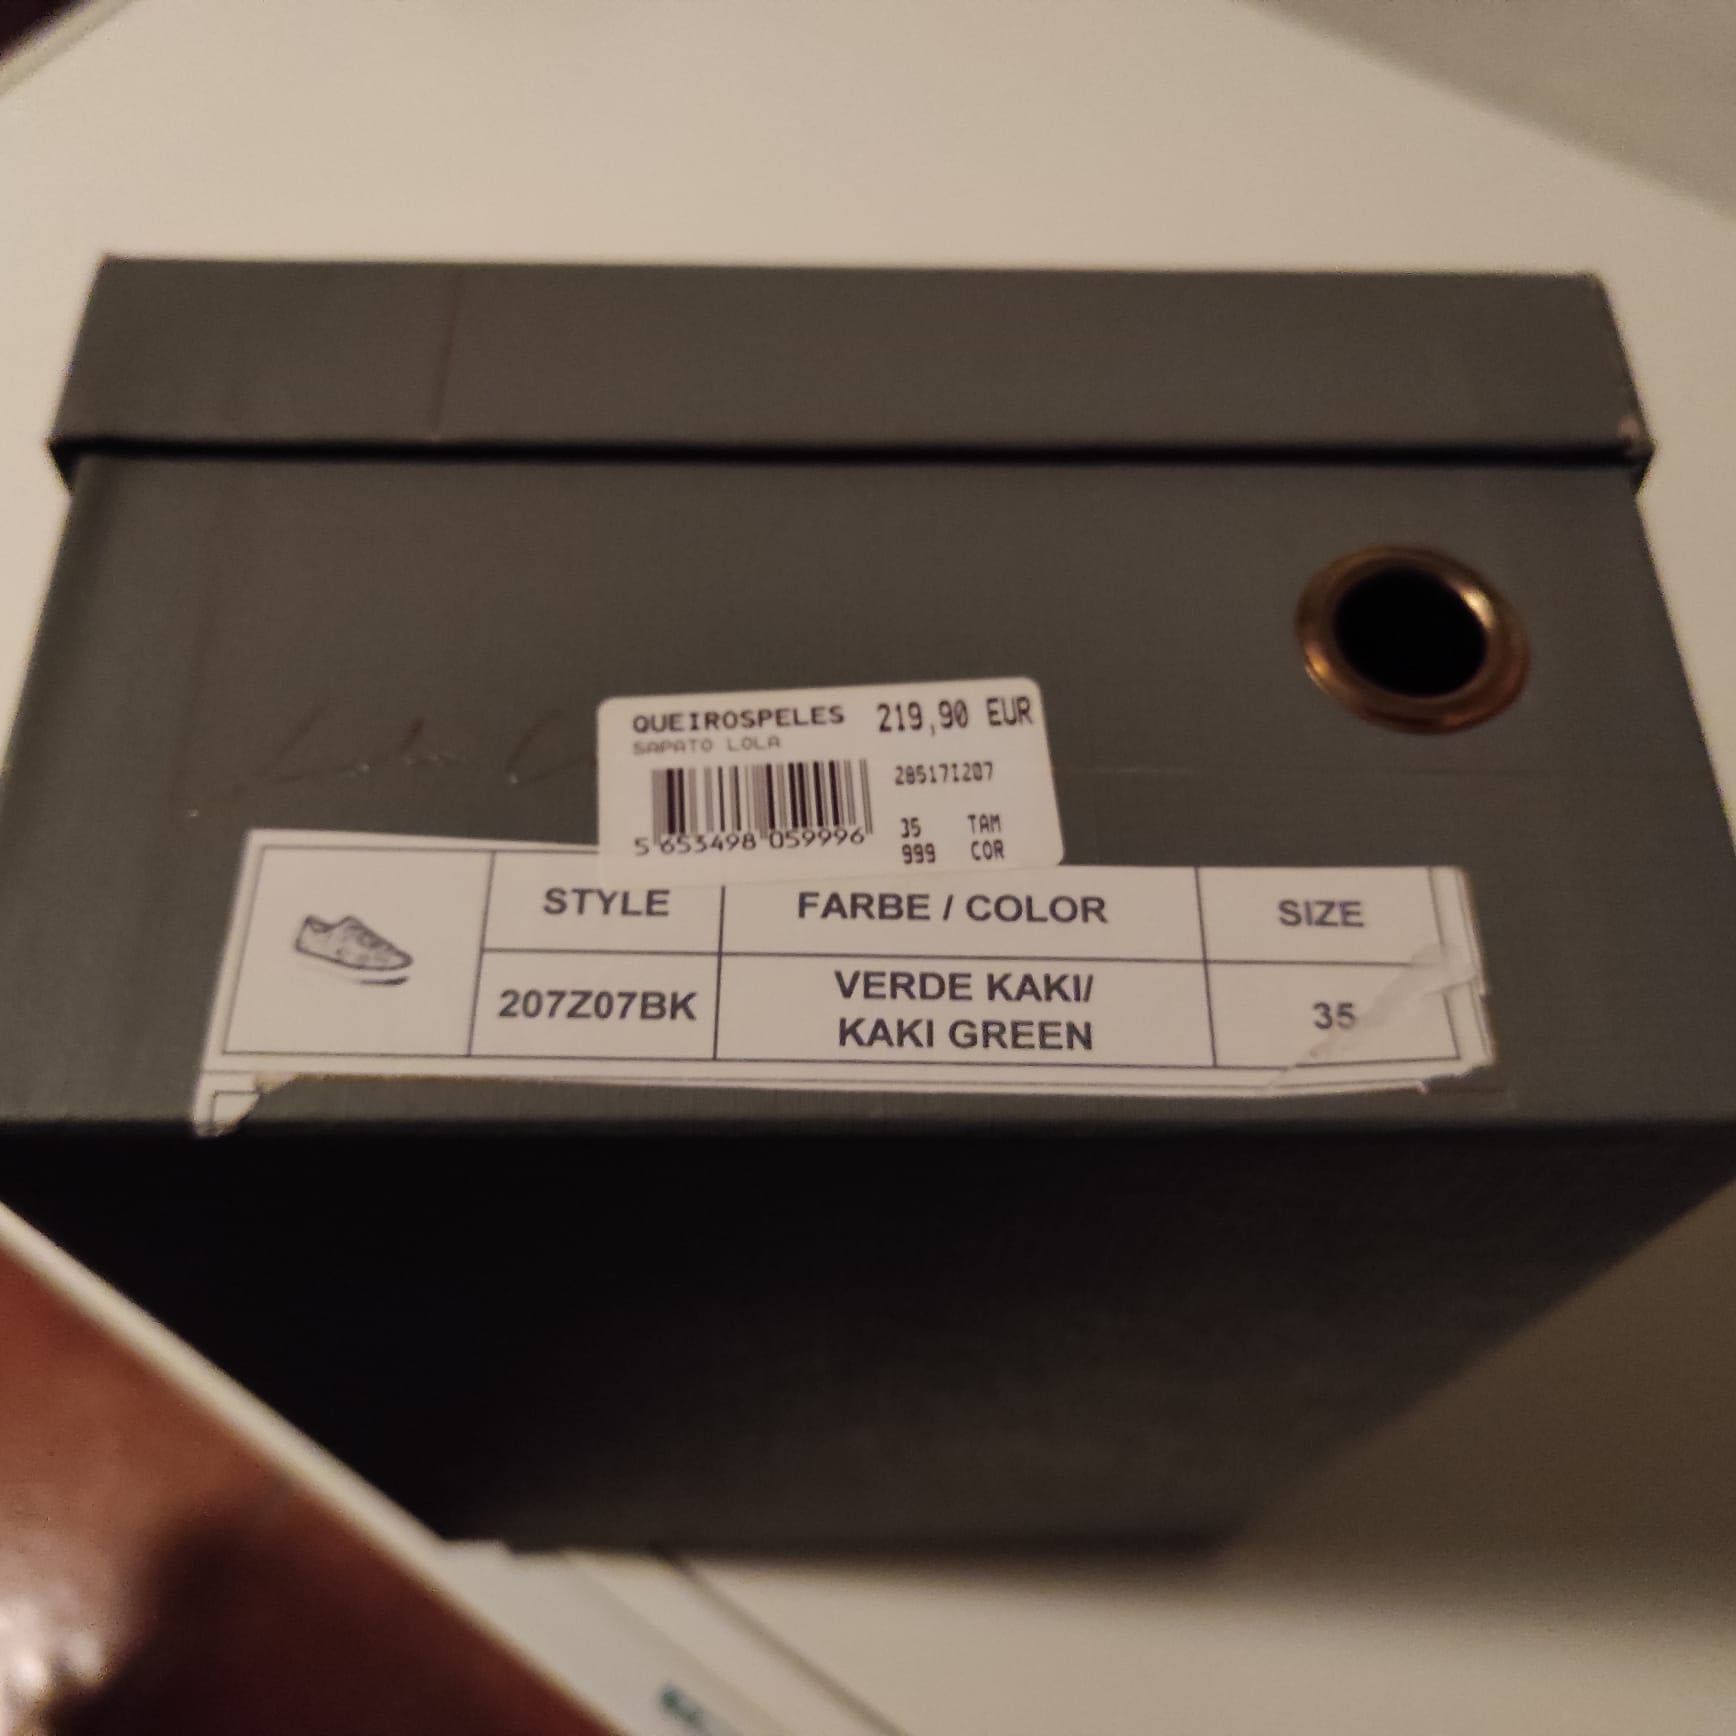 QUEIROSPELES 219,90 EUR
SAPATO LOLA
28517I207
5 653498 059996
35 TAM
999 COR
STYLE FARBE / COLOR SIZE
207Z07BK VERDE KAKI/
KAKI GREEN 35